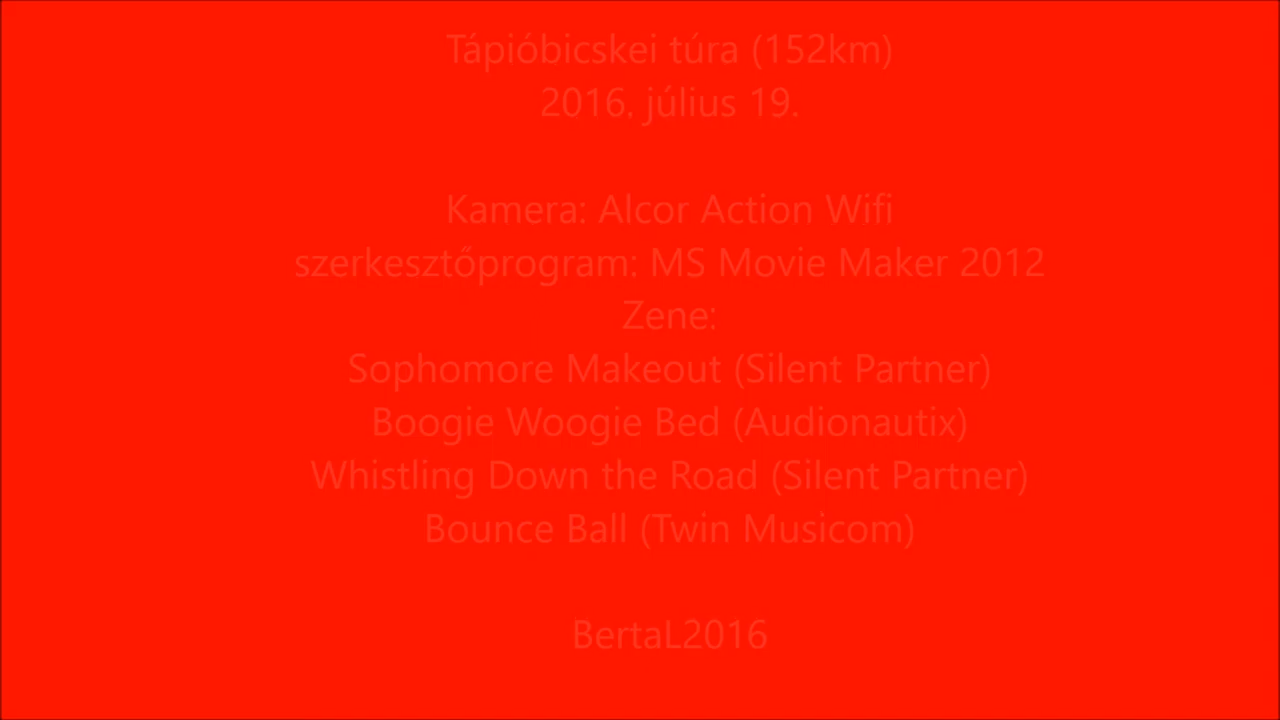 Tápióbicskei túra (152km)
2016. július 19.
Kamera: Alcor Action Wifi
szerkesztőprogram: MS Movie Maker 2012
Zene:
Sophomore Makeout (Silent Partner)
Boogie Woogie Bed (Audionautix)
Whistling Down the Road (Silent Partner)
Bounce Ball (Twin Musicom)
BertaL2016